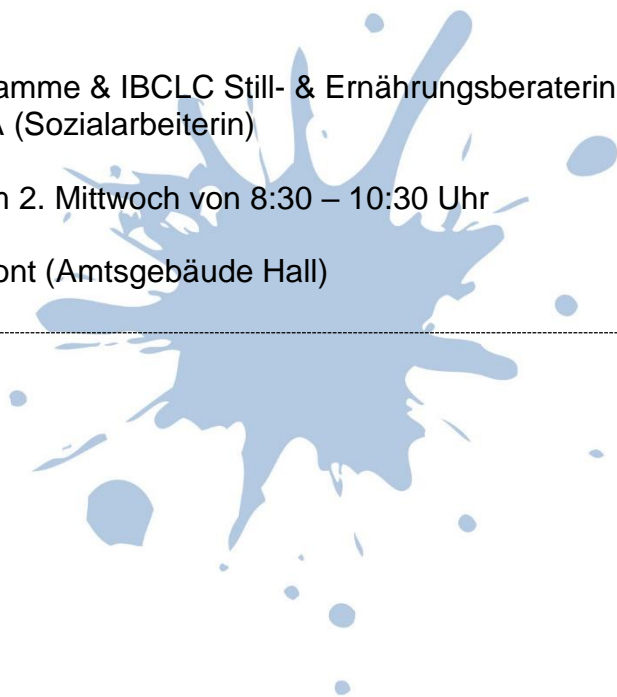 amme & IBCLC Still- & Ernährungsberaterin
(Sozialarbeiterin)
2. Mittwoch von 8:30 – 10:30 Uhr
ont (Amtsgebäude Hall)